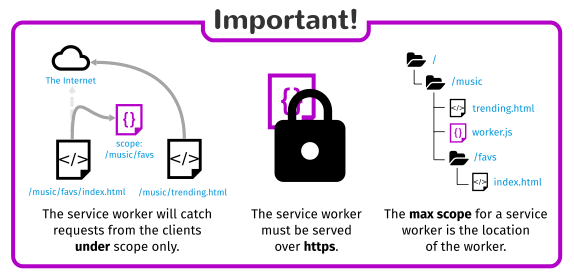 Important!
The Internet
{}
scope:
/music/favs
</>
</>
/music/favs/index.html
/music/trending.html
The service worker will catch
requests from the clients
under scope only.
{}
The service worker
must be served
over https.
/
/music
</> trending.html
{} worker.js
/favs
</> index.html
The max scope for a service
worker is the location
of the worker.